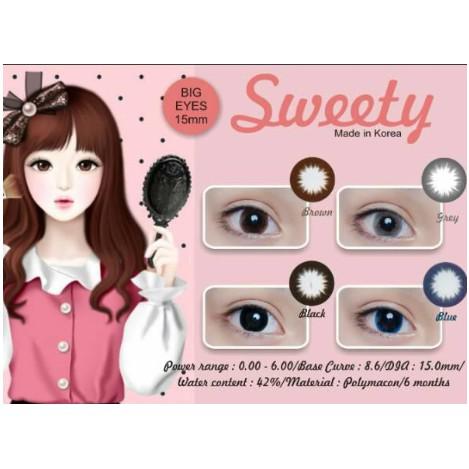 BIG
EYES
15mm
Sweety
Made in Korea
Brown
Grey
Black
Blue
Power range : 0.00 - 6.00/Base Curve : 8.6/DIA : 15.0mm/
Water content : 42%/Material : Polymacon/6 months